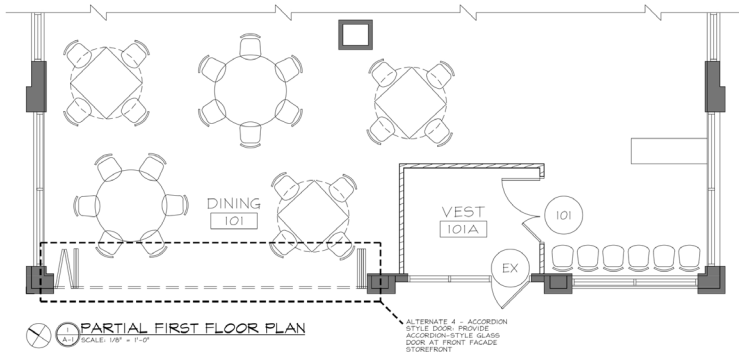 DINING
101
VEST
101A
101
EX
1
A-1
PARTIAL FIRST FLOOR PLAN
SCALE: 1/8" = 1'-0"
ALTERNATE 4 - ACCORDION
STYLE DOOR: PROVIDE
ACCORDION-STYLE GLASS
DOOR AT FRONT FACADE
STOREFRONT